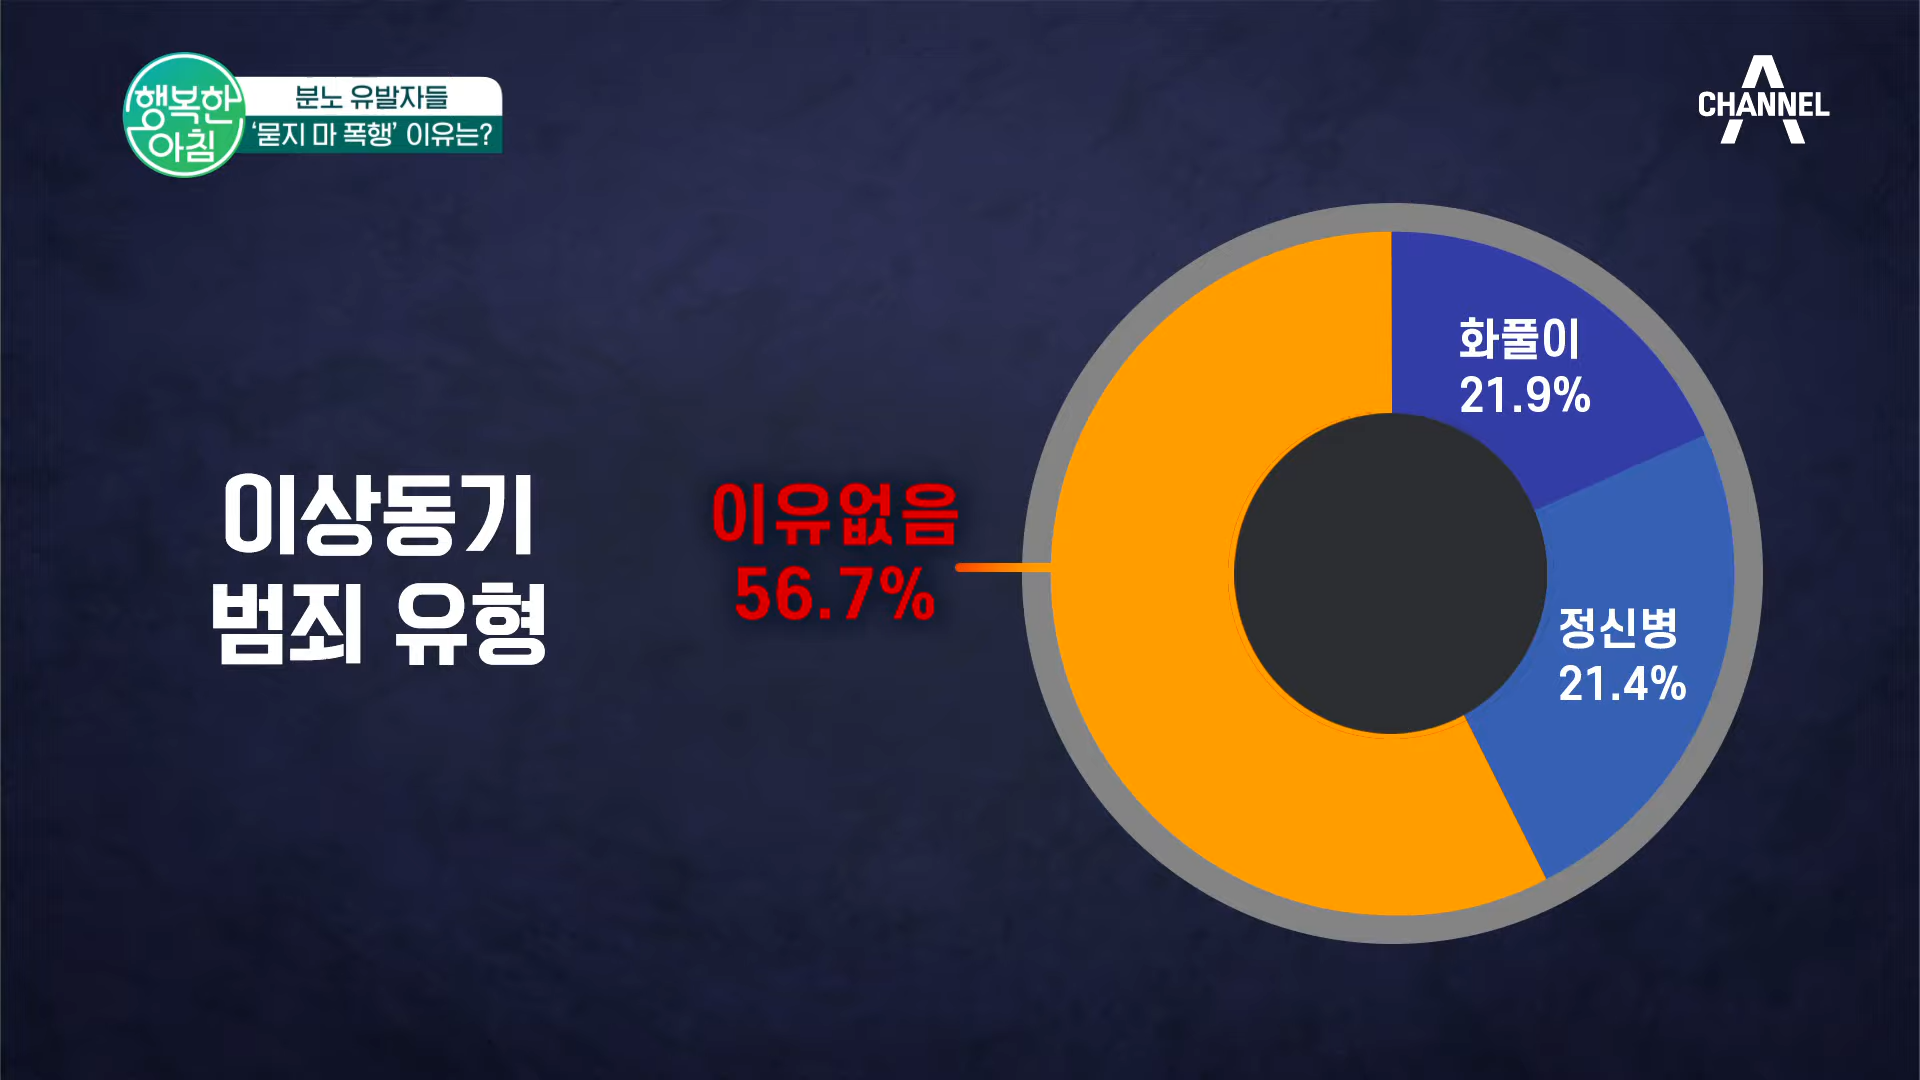 행복한
아침
분노 유발자들
‘묻지 마 폭행’ 이유는?
CHANNEL A
이상동기
범죄 유형
이유없음
56.7%
화풀이
21.9%
정신병
21.4%